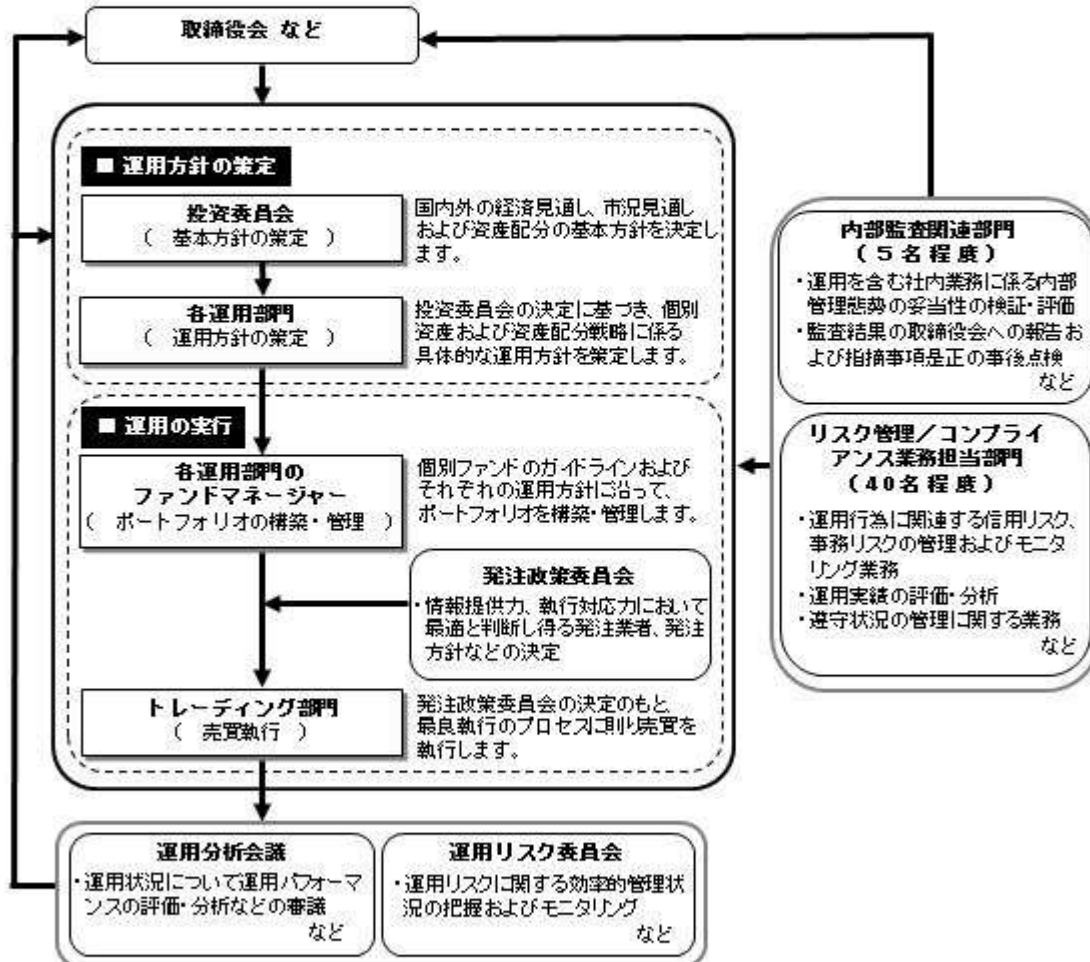 取締役会 など
■ 運用方針の策定
投資委員会
( 基本方針の策定 )
国内外の経済見通し、市況見通し
および資産配分の基本方針を決定し
ます。
各運用部門
( 運用方針の策定 )
投資委員会の決定に基づき、個別
資産および資産配分戦略に係る
具体的な運用方針を策定します。
■ 運用の実行
各運用部門の
ファンドマネージャー
( ポートフォリオの構築・管理 )
個別ファンドのガイドラインおよび
それぞれの運用方針に沿って、
ポートフォリオを構築・管理します。
発注政策委員会
・情報提供力、執行対応力において
最適と判断し得る発注業者、発注
方針などの決定
トレーディング部門
( 売買執行 )
発注政策委員会の決定のもと
最良執行のプロセスに則り売買を
執行します。
運用分析会議
・運用状況について運用パフォーマ
ンスの評価・分析などの審議
など
運用リスク委員会
・運用リスクに関する効率的管理状
況の把握およびモニタリング
など
内部監査関連部門
(5名程度)
・運用を含む社内業務に係る内部
管理態勢の妥当性の検証・評価
・監査結果の取締役会への報告お
よび指摘事項是正の事後点検
など
リスク管理/コンプライ
アンス業務担当部門
(40名程度)
・運用行為に関連する信用リスク、
事務リスクの管理およびモニタ
リング業務
・運用実績の評価・分析
・遵守状況の管理に関する業務
など